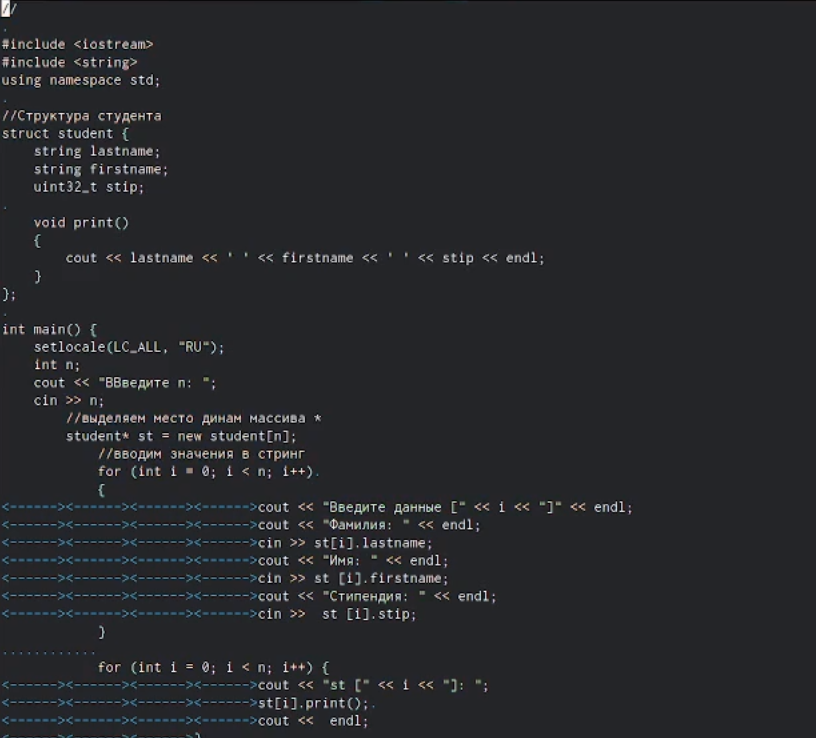 //
#include <iostream>
#include <string>
using namespace std;
//Структура студента
struct student {
    string lastname;
    string firstname;
    uint32_t stip;
    void print()
    {
        cout << lastname << ' ' << firstname << ' ' << stip << endl;
    }
};
int main() {
    setlocale(LC_ALL, "RU");
    int n;
    cout << "ВВведите n: ";
    cin >> n;
        //выделяем место динам массива *
        student* st = new student[n];
            //вводим значения в стринг
            for (int i = 0; i < n; i++).
            {
<------><------><------><------>cout << "Введите данные [" << i << "]" << endl;
<------><------><------><------>cout << "Фамилия: " << endl;
<------><------><------><------>cin >> st[i].lastname;
<------><------><------><------>cout << "Имя: " << endl;
<------><------><------><------>cin >> st [i].firstname;
<------><------><------><------>cout << "Стипендия: " << endl;
<------><------><------><------>cin >>  st [i].stip;
            }
............
            for (int i = 0; i < n; i++) {
<------><------><------><------>cout << "st [" << i << "]: ";
<------><------><------><------>st[i].print();.
<------><------><------><------>cout <<  endl;